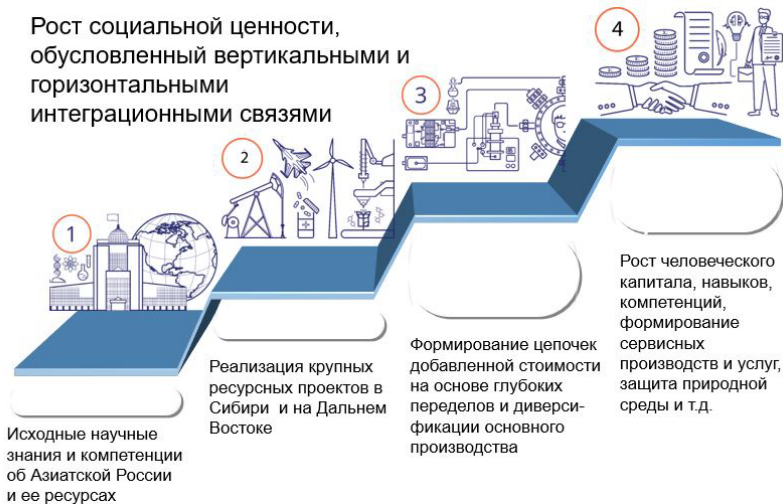 Рост социальной ценности,
обусловленный вертикальными и
горизонтальными
интеграционными связями
1
Исходные научные
знания и компетенции
об Азиатской России
и ее ресурсах
2
Реализация крупных
ресурсных проектов в
Сибири и на Дальнем
Востоке
3
Формирование цепочек
добавленной стоимости
на основе глубоких
переделов и диверси-
фикации основного
производства
4
Рост человеческого
капитала, навыков,
компетенций,
формирование
сервисных
производств и услуг,
защита природной
среды и т.д.